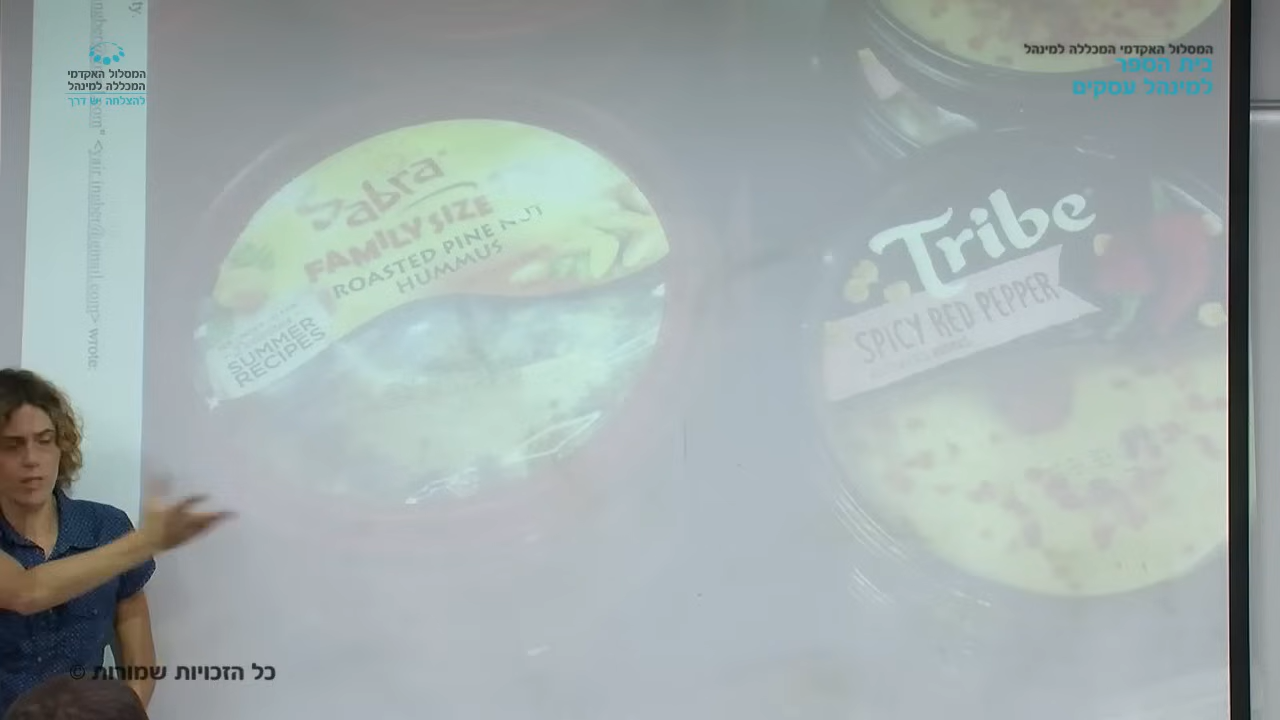 המסלול האקדמי
המכללה למינהל
להצלחה יש דרך
המסלול האקדמי המכללה למינהל
בית הספר
למינהל עסקים
Sabra
FAMILY SIZE
ROASTED PINE NUT
HUMMUS
SUMMER
RECIPES
Tribe
SPICY RED PEPPER
wrote:
כל הזכויות שמורות ©